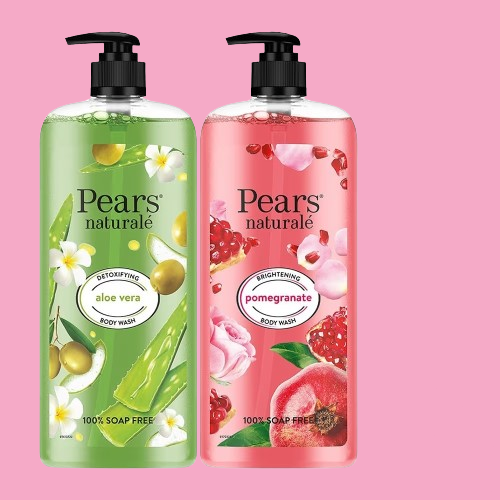 Pears®
naturalé
DETOXIFYING
aloe vera
BODY WASH
100% SOAP FREE
Pears®
naturalé
BRIGHTENING
pomegranate
BODY WASH
100% SOAP FREE